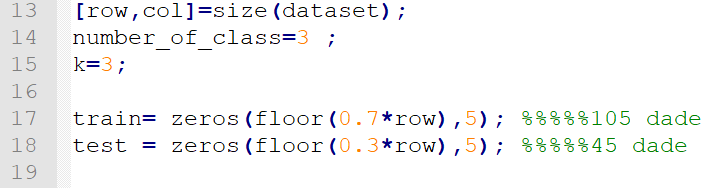 13 [row,col]=size(dataset);
14 number_of_class=3 ;
15 k=3;
16
17 train= zeros(floor(0.7*row),5); %%%%%105 dade
18 test = zeros(floor(0.3*row),5); %%%%%45 dade
19